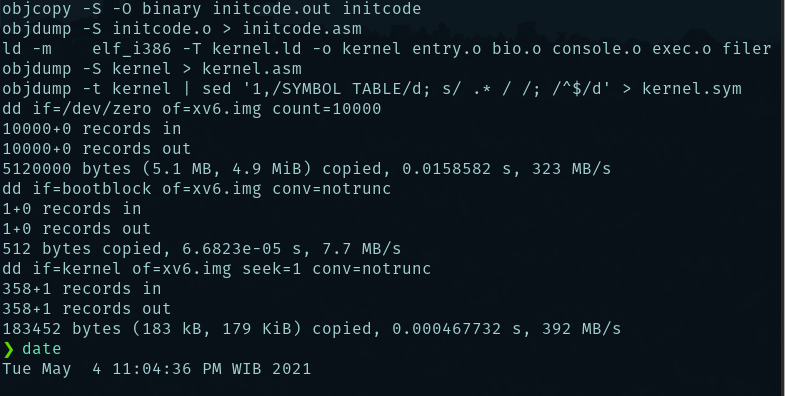 objcopy -S -O binary initcode.out initcode
objdump -S initcode.o > initcode.asm
ld -m    elf_i386 -T kernel.ld -o kernel entry.o bio.o console.o exec.o filer
objdump -S kernel > kernel.asm
objdump -t kernel | sed '1,/SYMBOL TABLE/d; s/ .* / /; /^$/d' > kernel.sym
dd if=/dev/zero of=xv6.img count=10000
10000+0 records in
10000+0 records out
5120000 bytes (5.1 MB, 4.9 MiB) copied, 0.0158582 s, 323 MB/s
dd if=bootblock of=xv6.img conv=notrunc
1+0 records in
1+0 records out
512 bytes copied, 6.6823e-05 s, 7.7 MB/s
dd if=kernel of=xv6.img seek=1 conv=notrunc
358+1 records in
358+1 records out
183452 bytes (183 kB, 179 KiB) copied, 0.000467732 s, 392 MB/s
❯ date
Tue May  4 11:04:36 PM WIB 2021